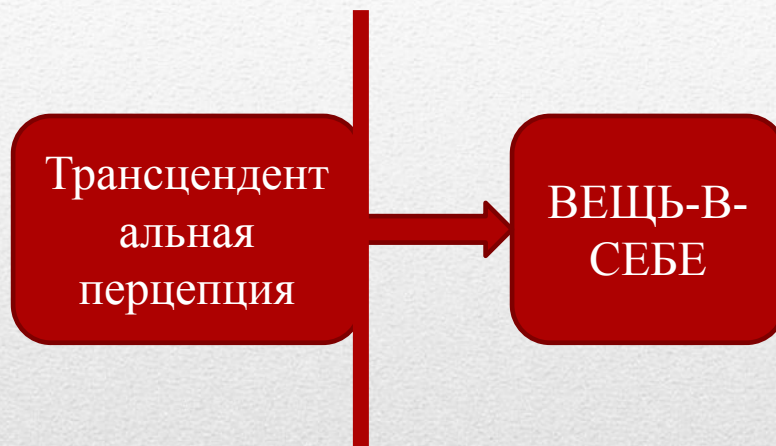 Трансцендент
альная
перцепция
ВЕЩЬ-В-
СЕБЕ